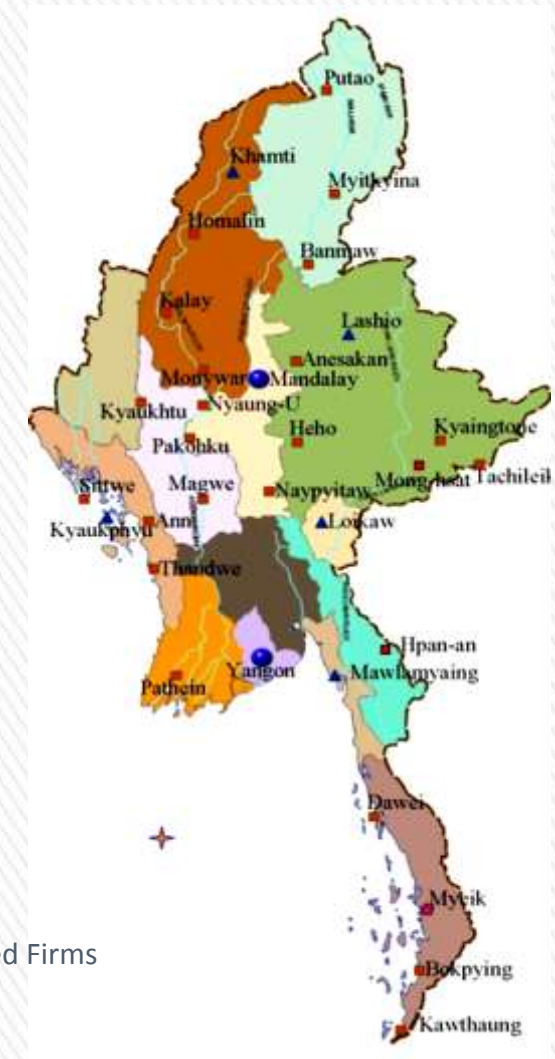 Putao
Khamti
Myitkyina
Homalin
Banmaw
Kalay
Lashio
Anesakan
Monywar
Mandalay
Kyaukhtu
Nyaung-U
Pakohku
Heho
Kyaingtone
Mong-hsat
Tachileik
Sittwe
Magwe
Naypyitaw
Kyaukphyu
Ann
Loikaw
Thandwe
Hpan-an
Yangon
Mawlamyaing
Pathein
Dawei
Myeik
ed Firms
Bokpying
Kawthaung